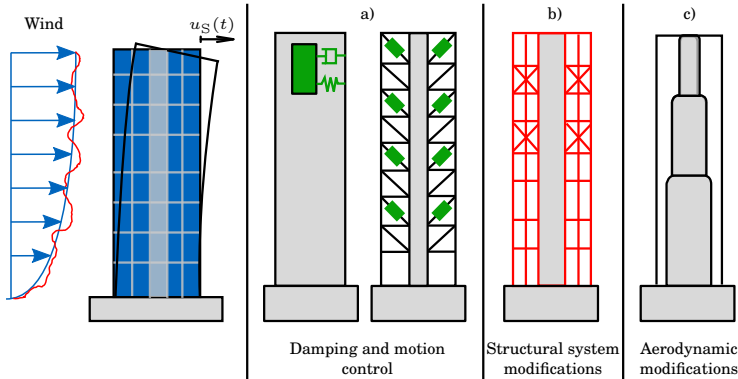 Wind
u_S(t)
a)
b)
c)
Damping and motion
control
Structural system
modifications
Aerodynamic
modifications